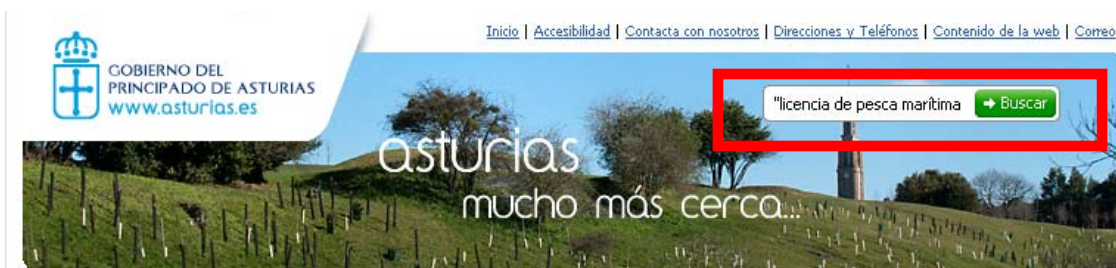 Inicio | Accesibilidad | Contacta con nosotros | Direcciones y Teléfonos | Contenido de la web | Correo
GOBIERNO DEL
PRINCIPADO DE ASTURIAS
www.asturias.es
"licencia de pesca marítima
Buscar
asturias
mucho más cerca...